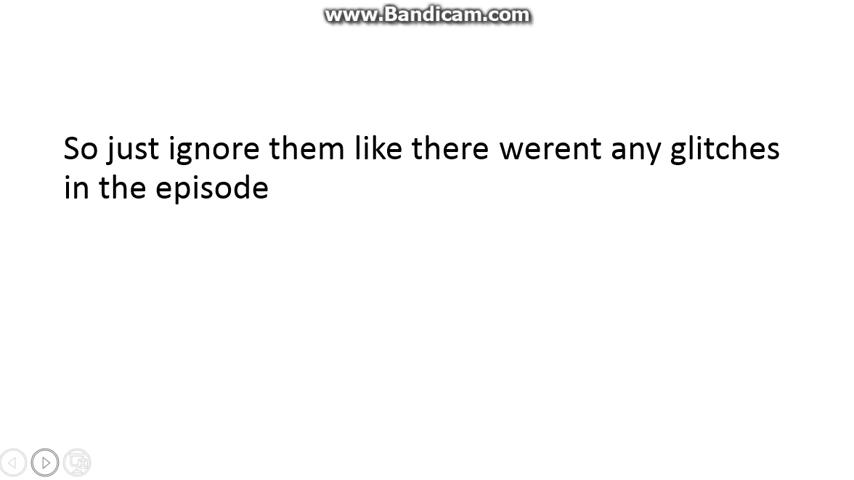 www.Bandicam.com
So just ignore them like there werent any glitches
in the episode